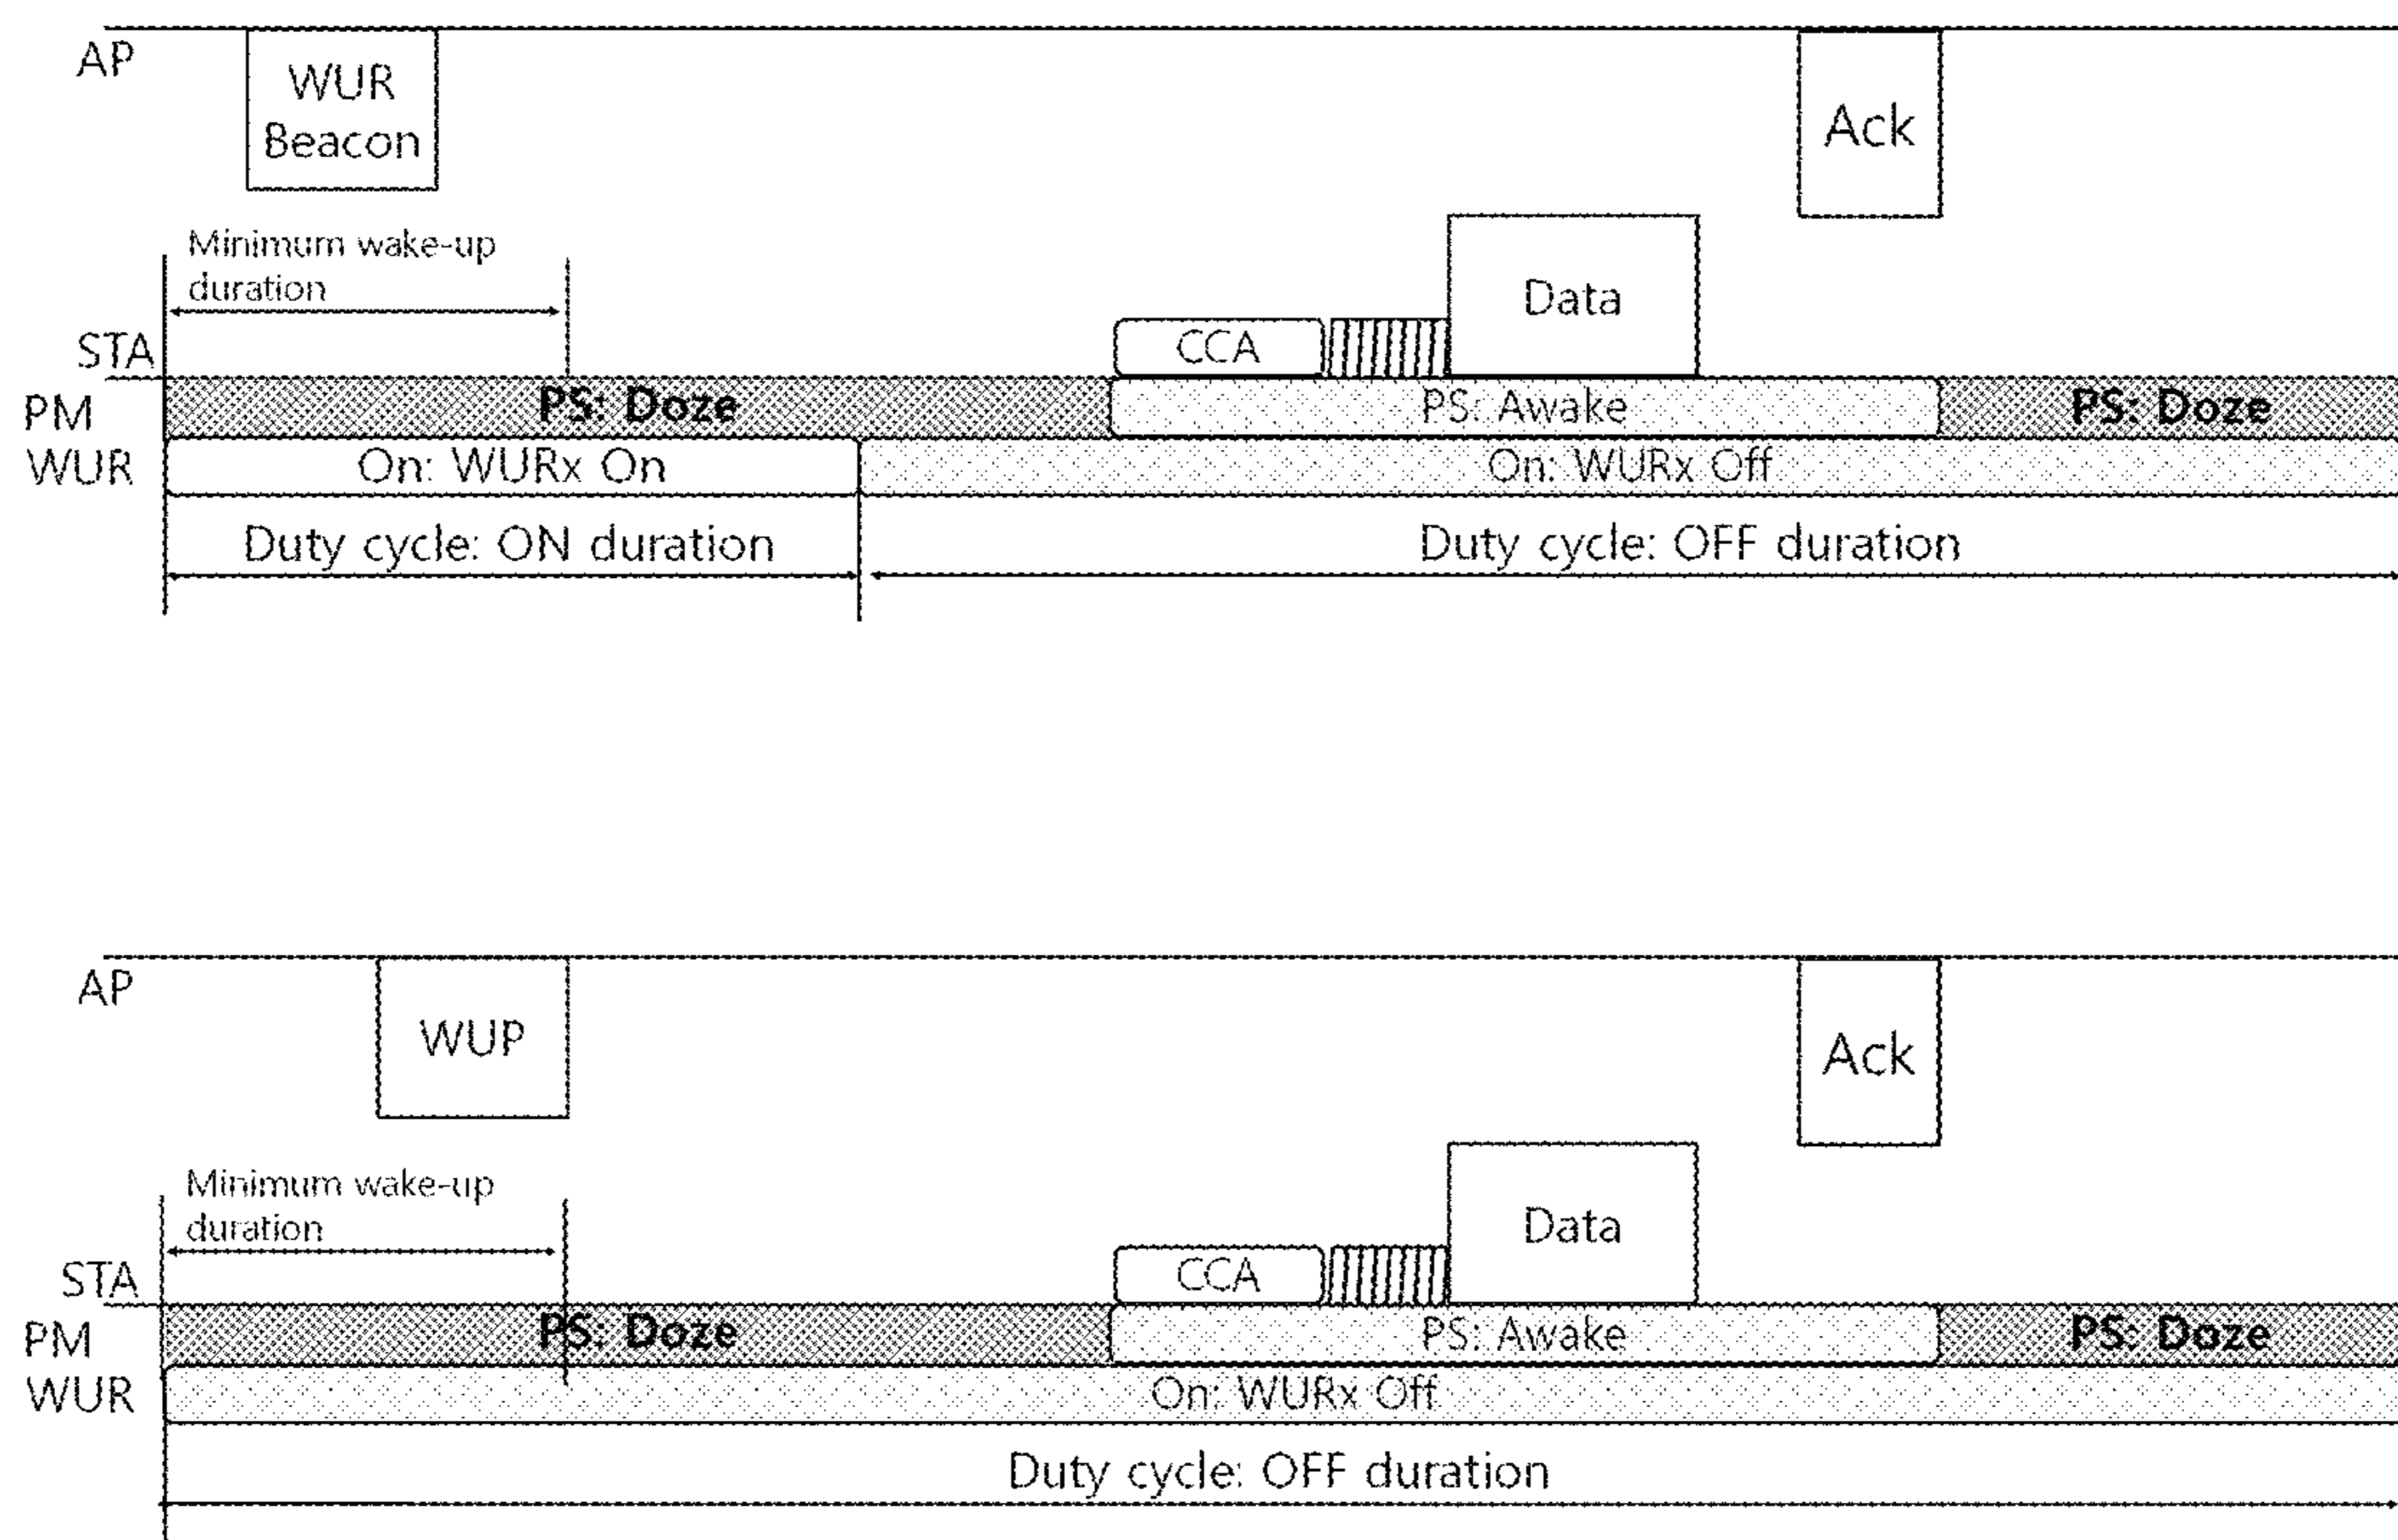 AP
WUR
Beacon
Ack
Minimum wake-up
duration
Data
STA
CCA
PM
PS: Doze
PS: Awake
PS: Doze
WUR
On: WURx On
On: WURx Off
Duty cycle: ON duration
Duty cycle: OFF duration
AP
WUP
Ack
Minimum wake-up
duration
Data
STA
CCA
PM
PS: Doze
PS: Awake
PS: Doze
WUR
On: WURx Off
Duty cycle: OFF duration